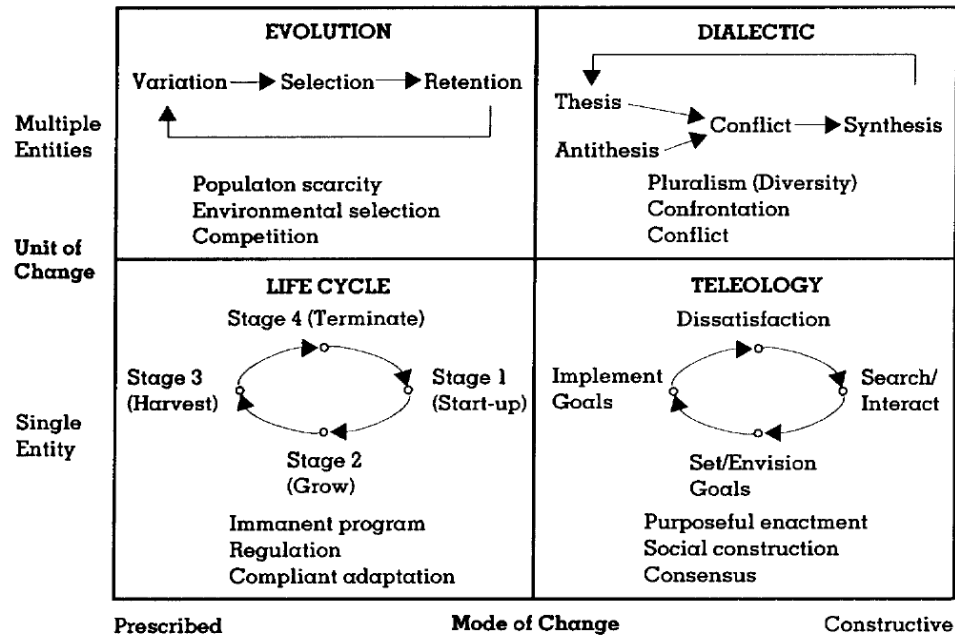 EVOLUTION
Variation Selection Retention
Populaton scarcity
Environmental selection
Competition
DIALECTIC
Thesis
Antithesis
Conflict Synthesis
Pluralism (Diversity)
Confrontation
Conflict
Multiple
Entities
Unit of
Change
Single
Entity
LIFE CYCLE
Stage 4 (Terminate)
Stage 3
(Harvest)
Stage 1
(Start-up)
Stage 2
(Grow)
Immanent program
Regulation
Compliant adaptation
TELEOLOGY
Dissatisfaction
Implement
Goals
Search/
Interact
Set/Envision
Goals
Purposeful enactment
Social construction
Consensus
Prescribed Mode of Change Constructive